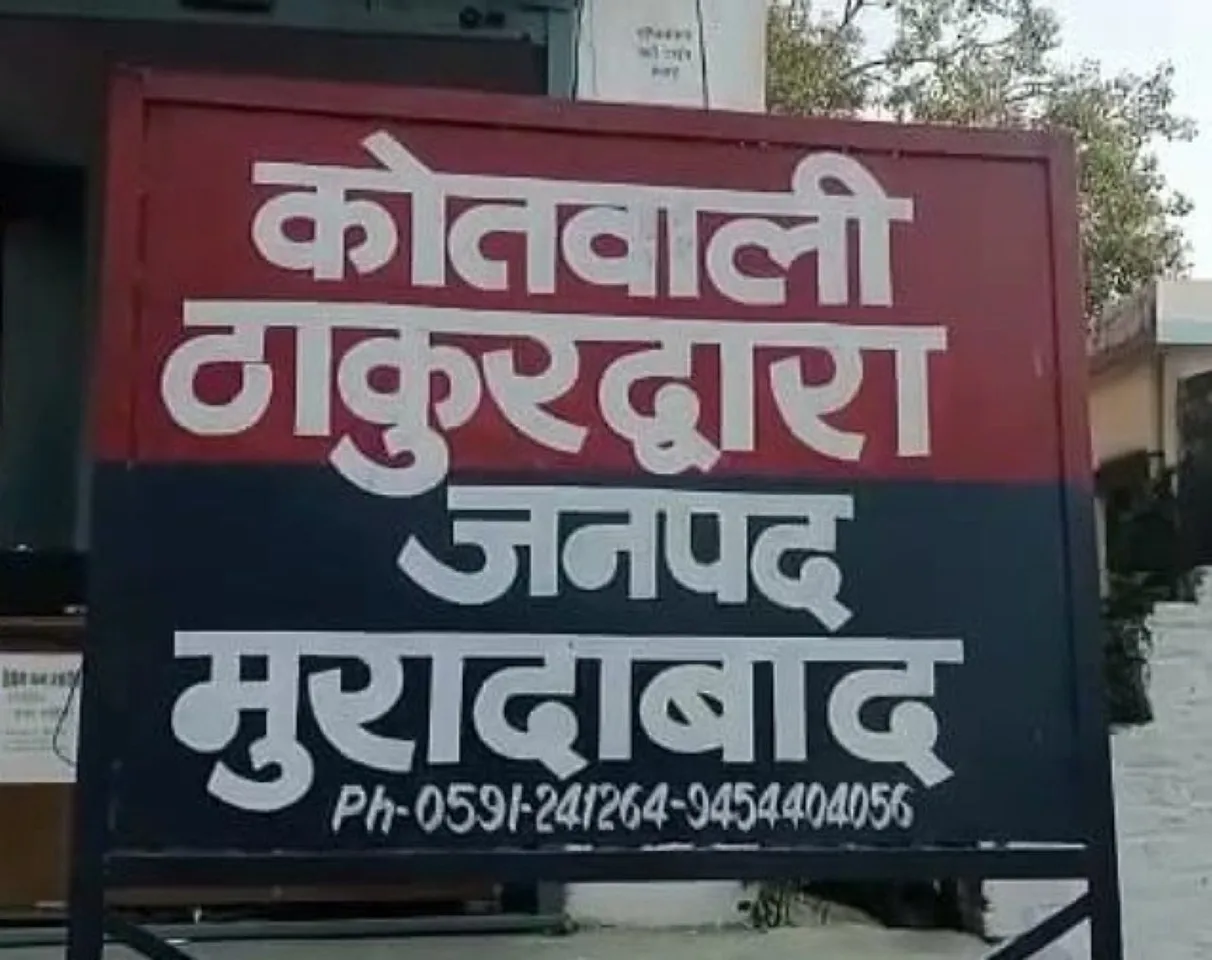 कोतवाली
ठाकुरद्वारा
जनपद
मुरादाबाद
Ph-0591-241264-9454404056